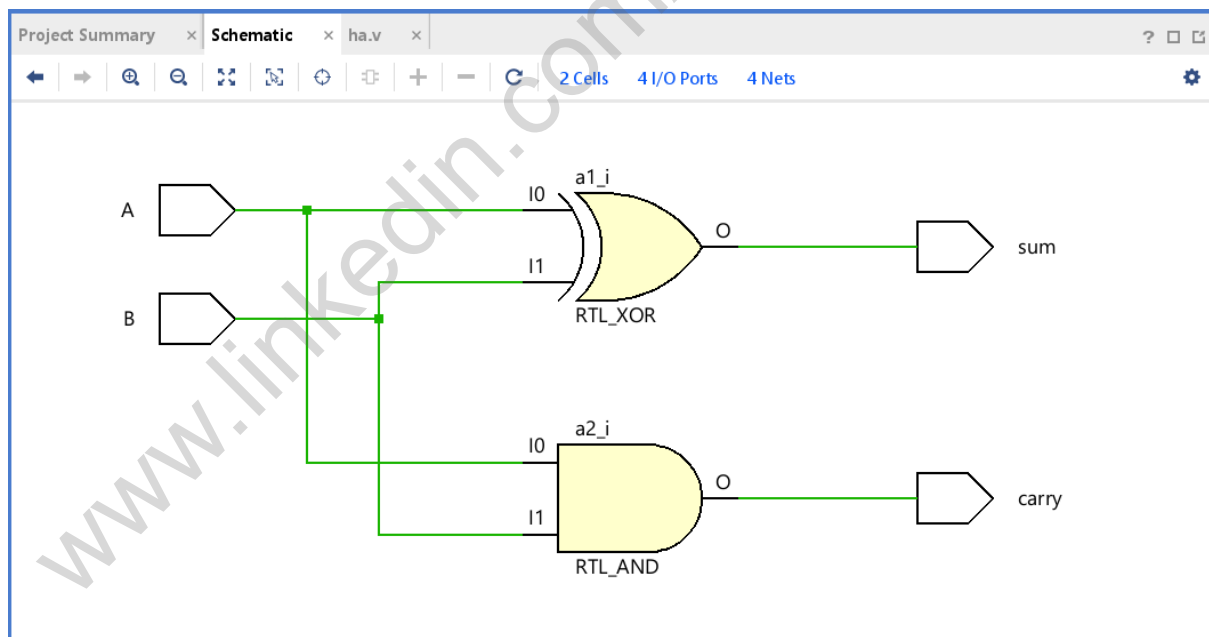 Project Summary × Schematic × ha.v ×
?
2 Cells 4 I/O Ports 4 Nets
a1_i
A
I0
O
sum
I1
B
RTL_XOR
a2_i
I0
O
carry
I1
RTL_AND
www.linkedin.com